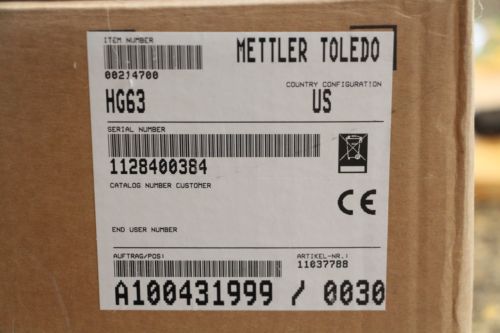 ITEM NUMBER
METTLER TOLEDO
00214700
COUNTRY CONFIGURATION
HG63 US
SERIAL NUMBER
1128400384
CATALOG NUMBER CUSTOMER
CE
END USER NUMBER
AUFTRAG/POS: ARTIKEL-NR.:
11037788
A100431999 / 0030